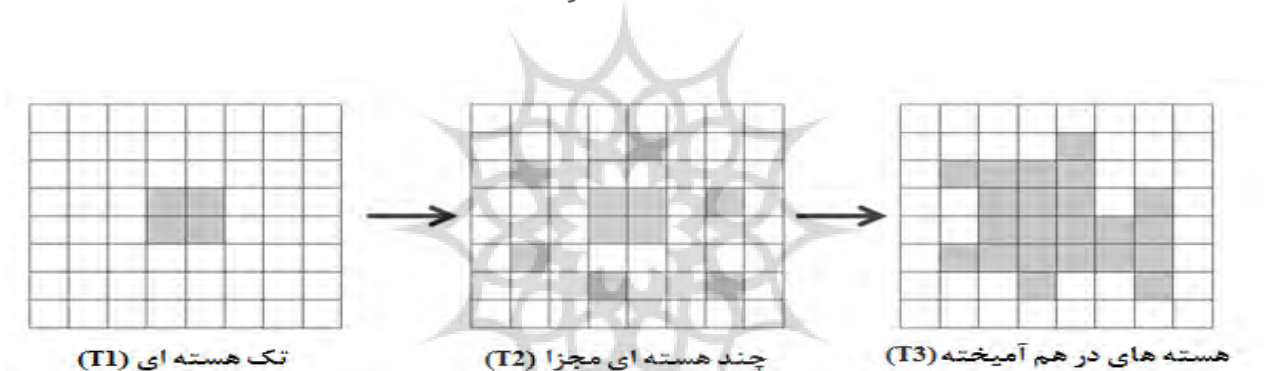 تک هسته ای (T1)
چند هسته ای مجزا (T2)
هسته های در هم آمیخته (T3)